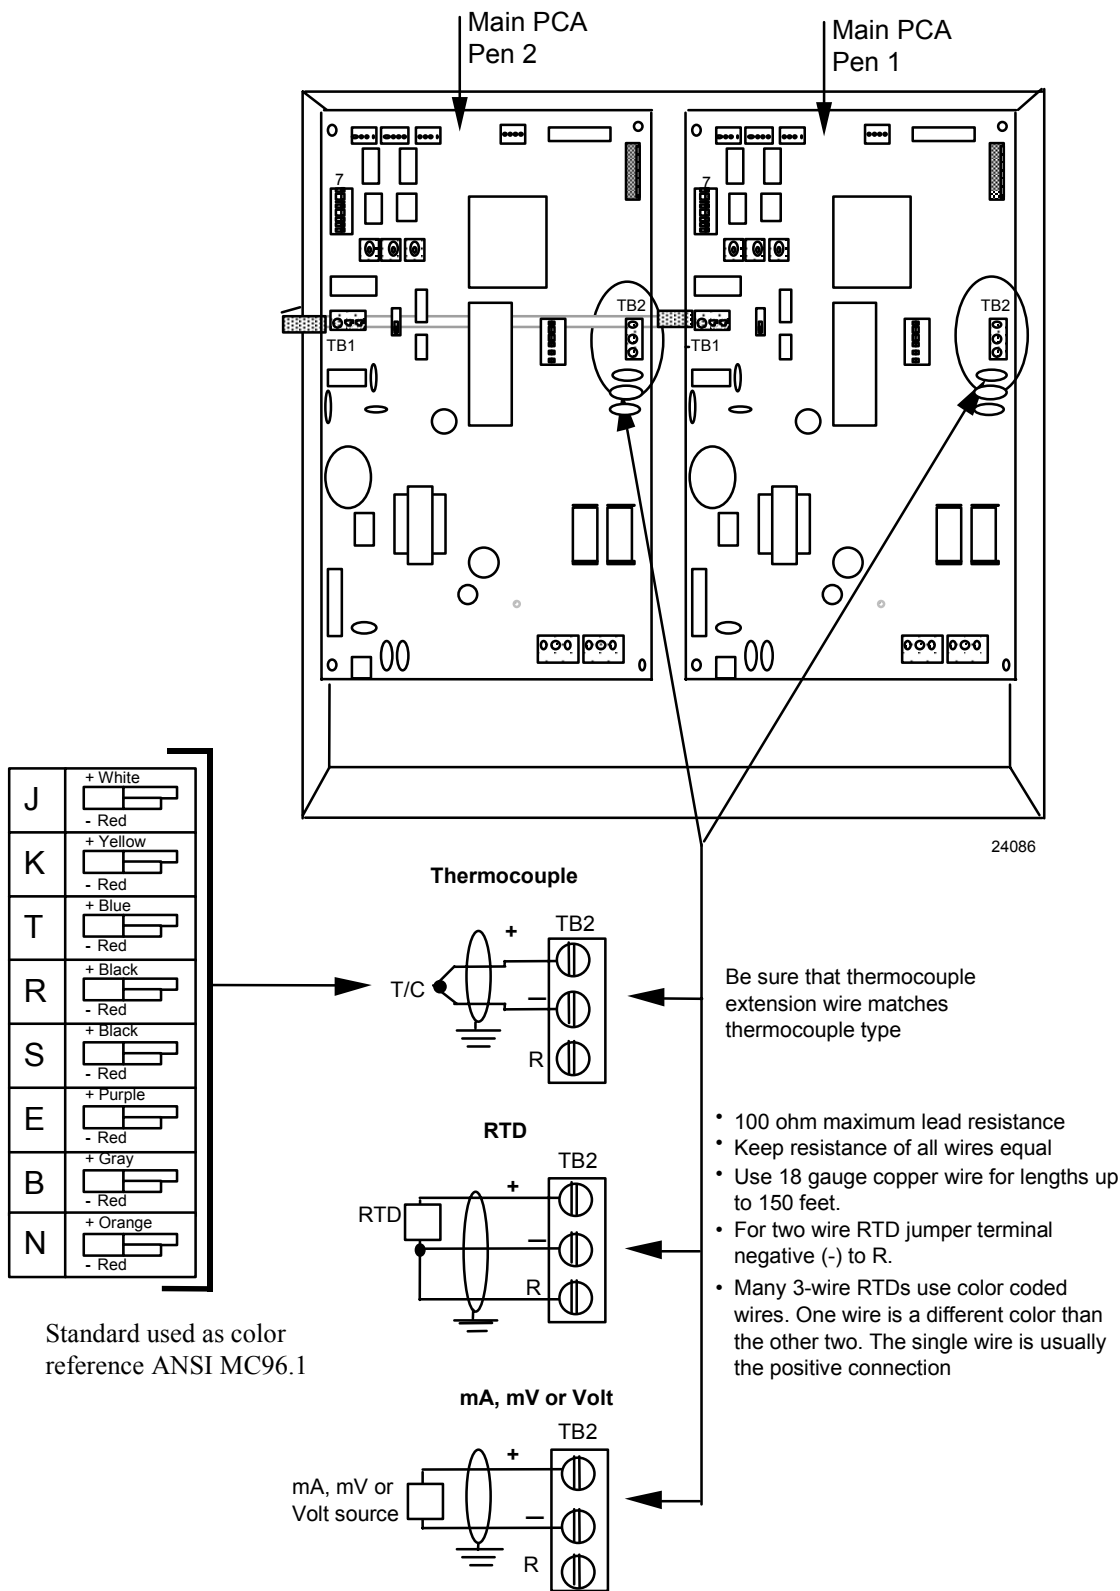 Main PCA
Pen 2
Main PCA
Pen 1
7
7
TB2
TB2
TB1
-TB1
24086
J
+ White
- Red
K
+ Yellow
- Red
T
+ Blue
- Red
R
+ Black
- Red
S
+ Black
- Red
E
+ Purple
- Red
B
+ Gray
- Red
N
+ Orange
- Red
Standard used as color
reference ANSI MC96.1
Thermocouple
TB2
+
T/C
–
R
Be sure that thermocouple
extension wire matches
thermocouple type
RTD
TB2
+
RTD
–
R
• 100 ohm maximum lead resistance
• Keep resistance of all wires equal
• Use 18 gauge copper wire for lengths up
to 150 feet.
• For two wire RTD jumper terminal
negative (-) to R.
• Many 3-wire RTDs use color coded
wires. One wire is a different color than
the other two. The single wire is usually
the positive connection
mA, mV or Volt
TB2
+
mA, mV or
Volt source
–
R